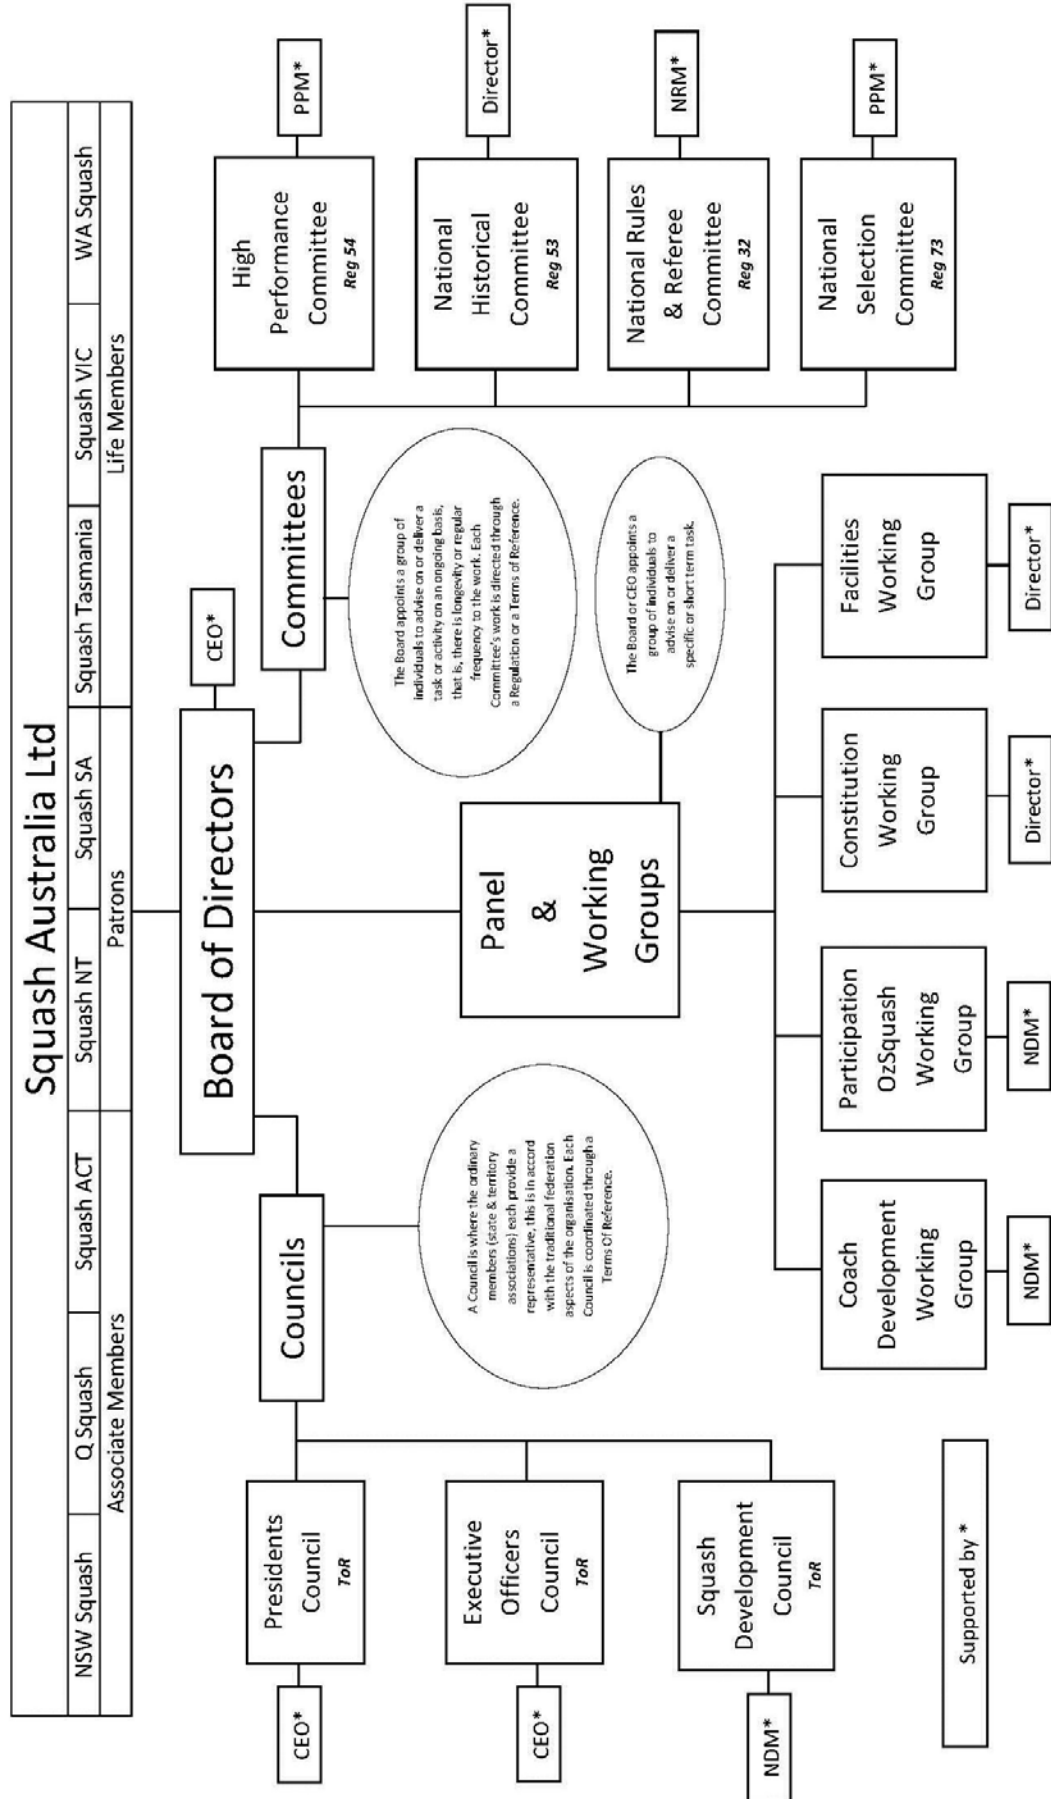 Squash Australia Ltd
NSW Squash
Q Squash
Squash ACT
Squash NT
Squash SA
Squash Tasmania
Squash VIC
WA Squash
Associate Members
Patrons
Life Members
Board of Directors
CEO*
Councils
Committees
Presidents
Council
ToR
CEO*
Executive
Officers
Council
ToR
CEO*
Squash
Development
Council
ToR
NDM*
A Council is where the ordinary
members (state & territory
associations) each provide a
representative, this is in accord
with the traditional federation
aspects of the organisation. Each
Council is coordinated through a
Terms Of Reference.
Panel
&
Working
Groups
The Board appoints a group of
individuals to advise on or deliver a
task or activity on an ongoing basis,
that is, there is longevity or regular
frequency to the work. Each
Committee's work is directed through
a Regulation or a Terms of Reference.
The Board or CEO appoints a
group of individuals to
advise on or deliver a
specific or short term task.
High
Performance
Committee
Reg 54
PPM*
National
Historical
Committee
Reg 53
Director*
National Rules
& Referee
Committee
Reg 32
NRM*
National
Selection
Committee
Reg 73
PPM*
Coach
Development
Working
Group
NDM*
Participation
OzSquash
Working
Group
NDM*
Constitution
Working
Group
Director*
Facilities
Working
Group
Director*
Supported by *